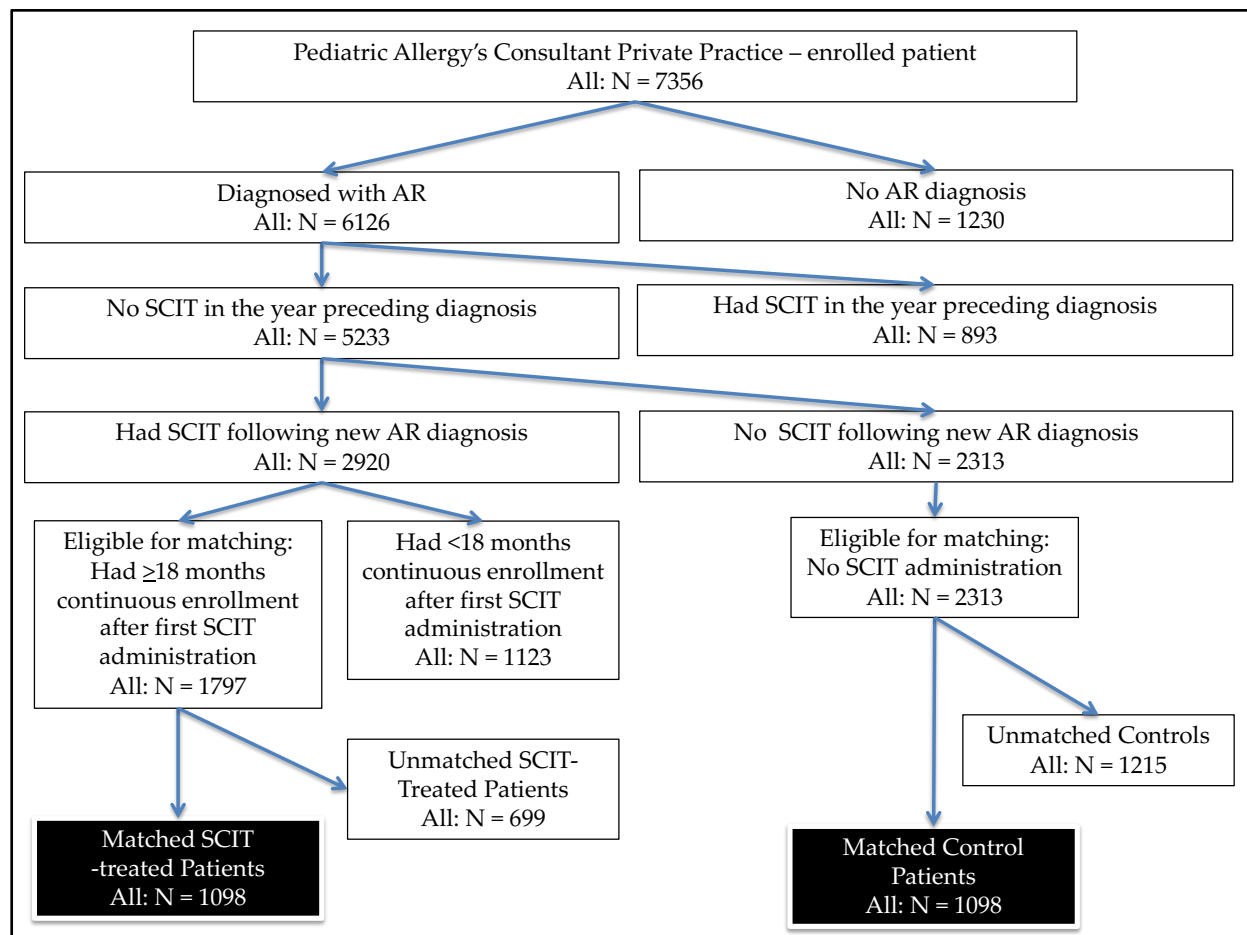 Pediatric Allergy’s Consultant Private Practice – enrolled patient
All: N = 7356
Diagnosed with AR
All: N = 6126
No AR diagnosis
All: N = 1230
No SCIT in the year preceding diagnosis
All: N = 5233
Had SCIT in the year preceding diagnosis
All: N = 893
Had SCIT following new AR diagnosis
All: N = 2920
No  SCIT following new AR diagnosis
All: N = 2313
Eligible for matching:
Had ≥18 months
continuous enrollment
after first SCIT
administration
All: N = 1797
Had <18 months
continuous enrollment
after first SCIT
administration
All: N = 1123
Eligible for matching:
No SCIT administration
All: N = 2313
Unmatched SCIT-
Treated Patients
All: N = 699
Unmatched Controls
All: N = 1215
Matched SCIT
-treated Patients
All: N = 1098
Matched Control
Patients
All: N = 1098